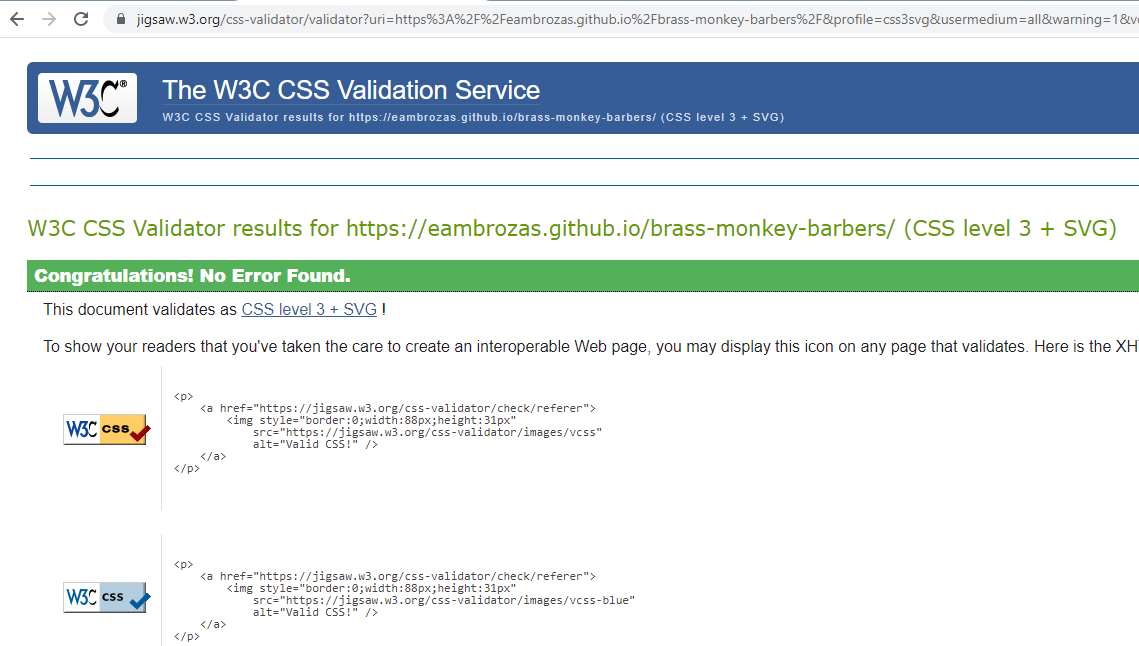 jigsaw.w3.org/css-validator/validator?uri=https%3A%2F%2Feambrozas.github.io%2Fbrass-monkey-barbers%2F&profile=css3svg&usermedium=all&warning=1&v
W3C®
The W3C CSS Validation Service
W3C CSS Validator results for https://eambrozas.github.io/brass-monkey-barbers/ (CSS level 3 + SVG)
W3C CSS Validator results for https://eambrozas.github.io/brass-monkey-barbers/ (CSS level 3 + SVG)
Congratulations! No Error Found.
This document validates as CSS level 3 + SVG !
To show your readers that you've taken the care to create an interoperable Web page, you may display this icon on any page that validates. Here is the XH
<p>
<a href="https://jigsaw.w3.org/css-validator/check/referer">
<img style="border:0;width:88px;height:31px"
W3C css
src="https://jigsaw.w3.org/css-validator/images/vcss"
alt="Valid CSS!" />
</a>
</p>
<p>
<a href="https://jigsaw.w3.org/css-validator/check/referer">
<img style="border:0;width:88px;height:31px"
W3C css
src="https://jigsaw.w3.org/css-validator/images/vcss-blue"
alt="Valid CSS!" />
</a>
</p>